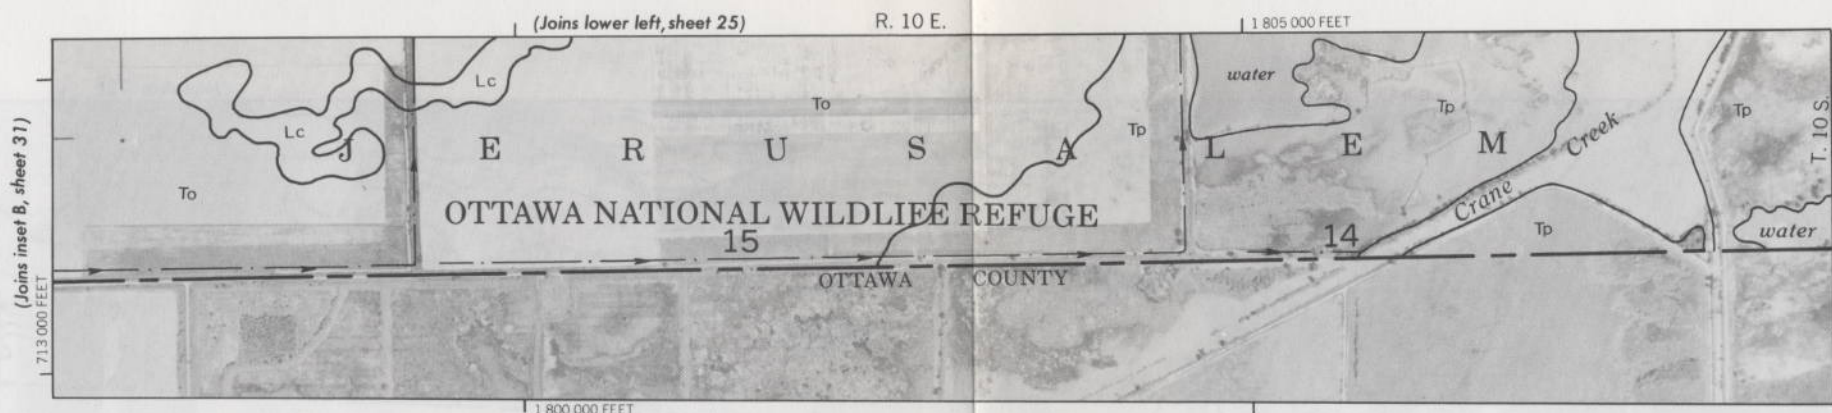 (Joins lower left, sheet 25)
R. 10 E.
1 805 000 FEET
Lc
water
To
Tp
Tp
Tp
Lc
Tp
J E R U S A L E M
Creek
T. 10 S.
(Joins inset B, sheet 31)
To
Crane
OTTAWA NATIONAL WILDLIFE REFUGE
15
14
Tp
water
OTTAWA COUNTY
713 000 FEET
1 800 000 FEET